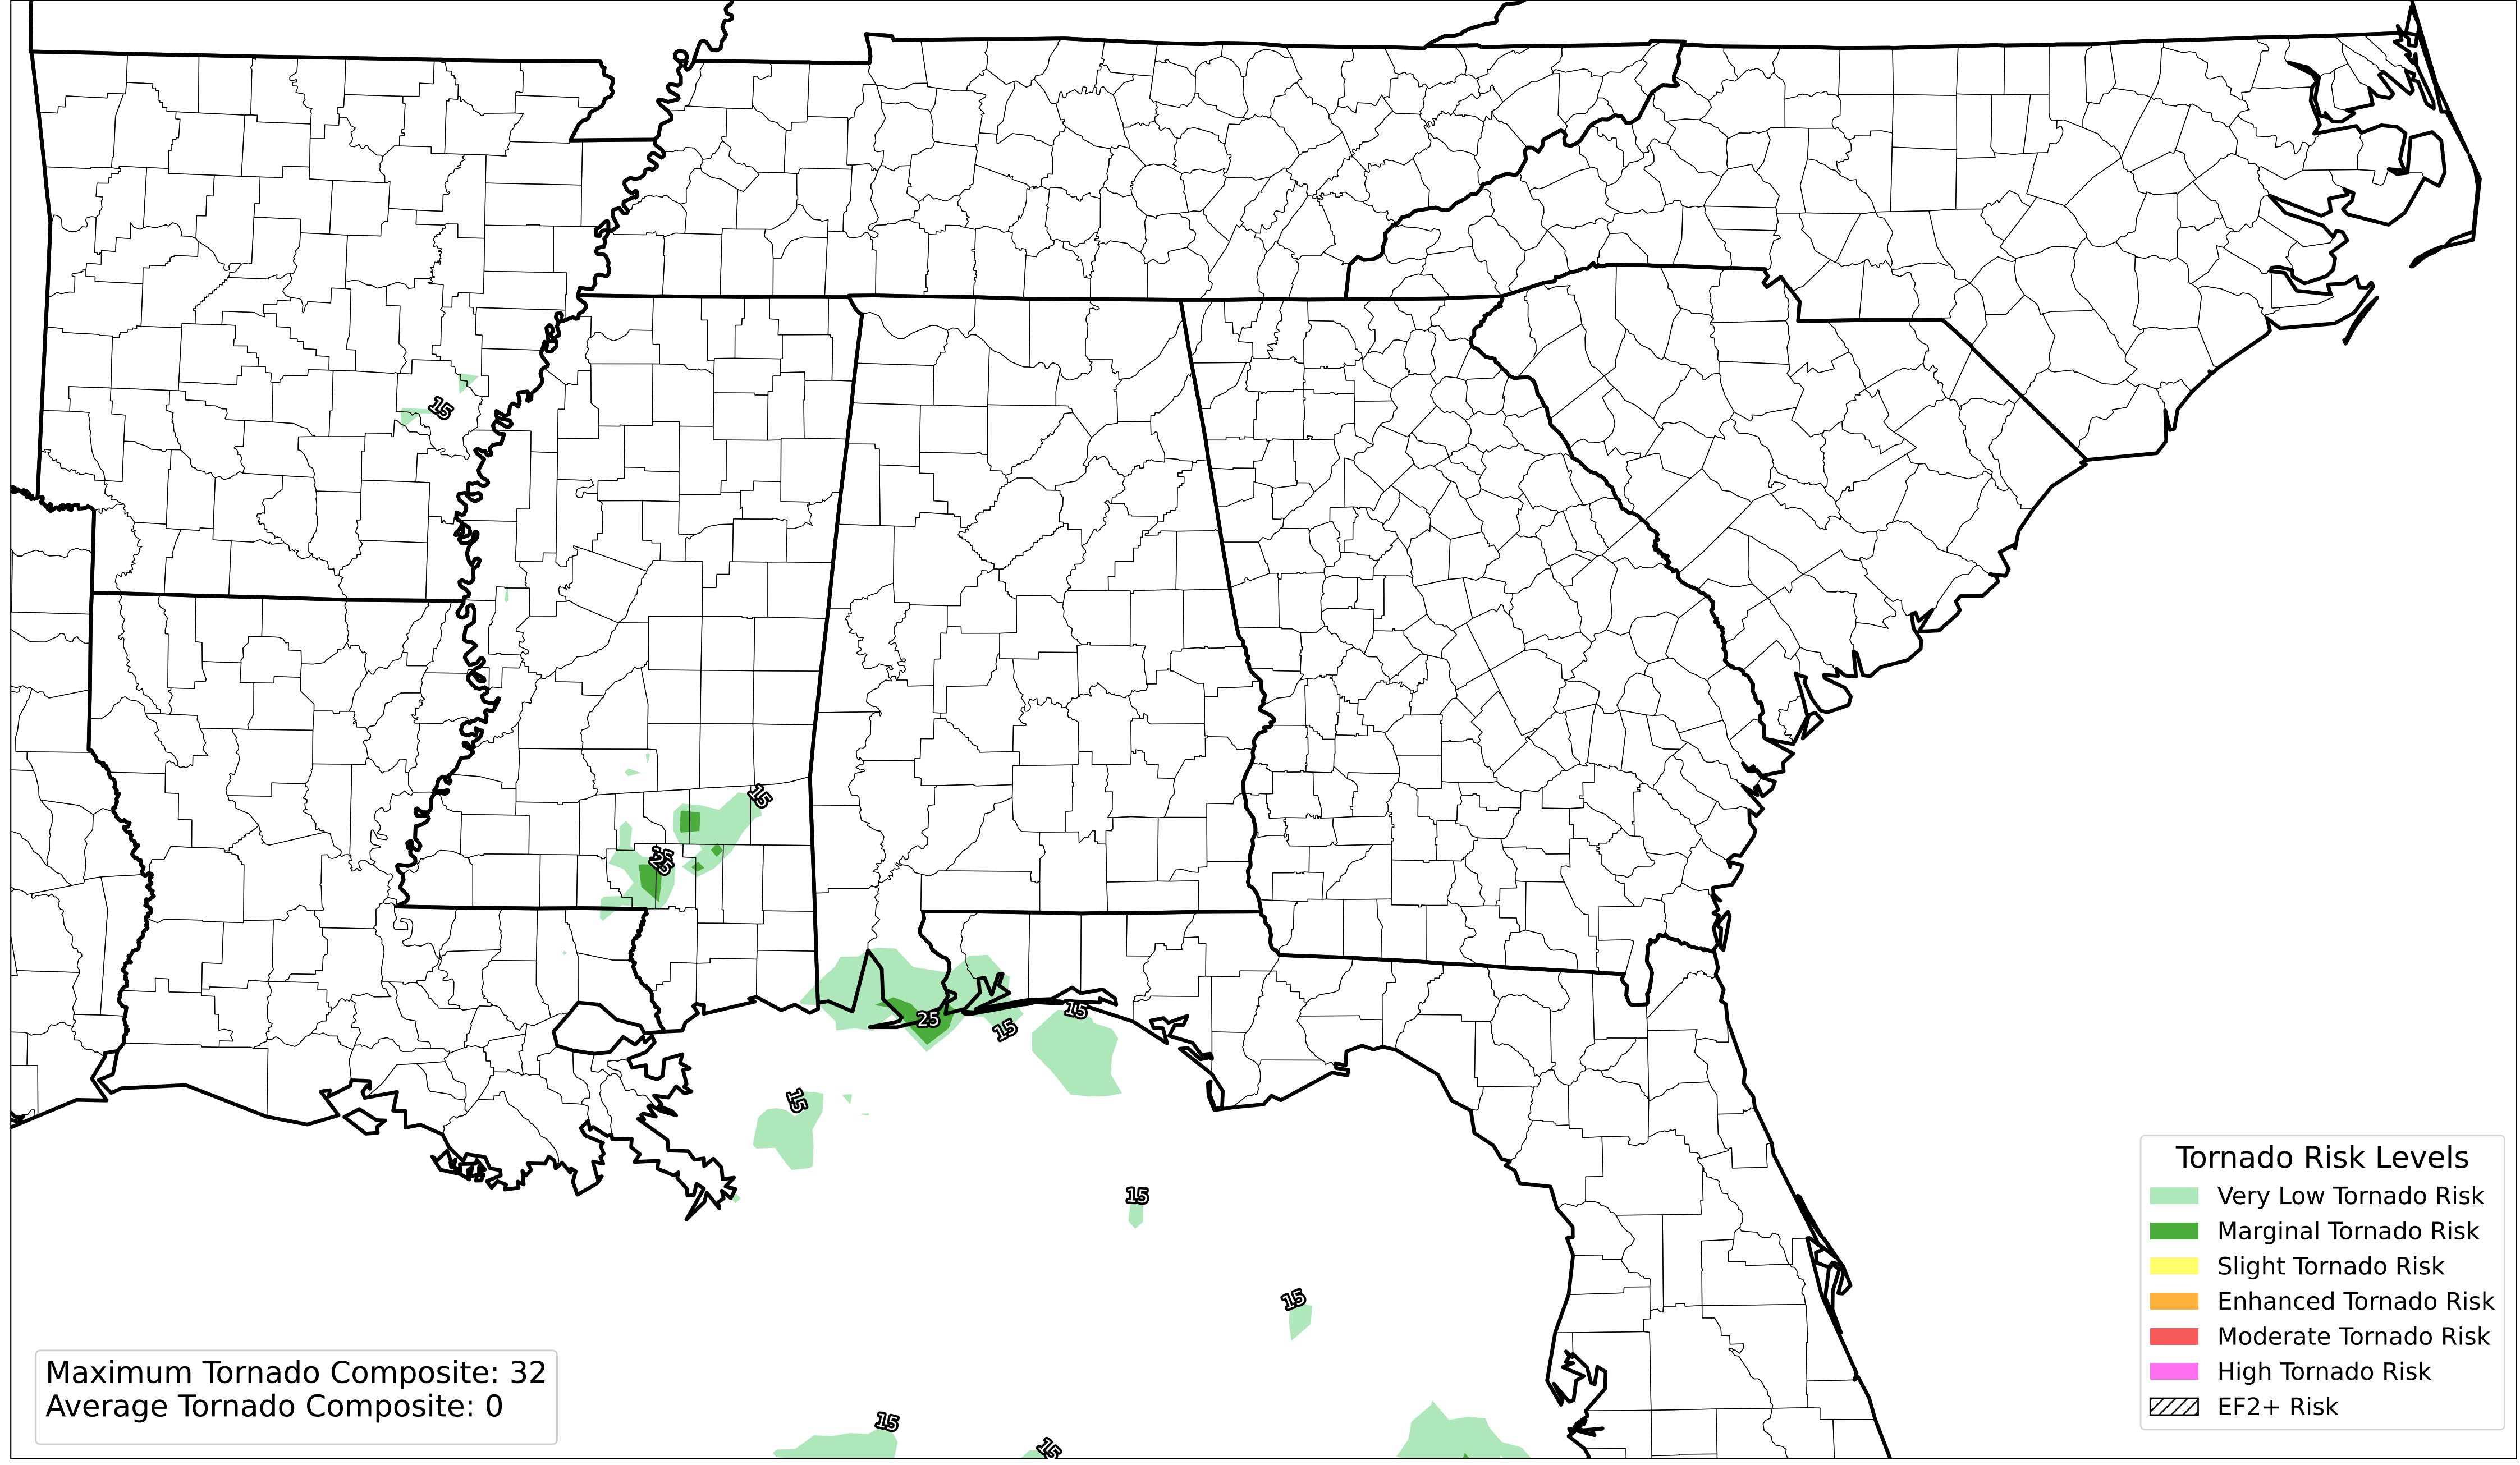 15
15
15
25
25
15
15
15
15
15
15
15
Tornado Risk Levels
Very Low Tornado Risk
Marginal Tornado Risk
Slight Tornado Risk
Enhanced Tornado Risk
Moderate Tornado Risk
High Tornado Risk
EF2+ Risk
Maximum Tornado Composite: 32
Average Tornado Composite: 0